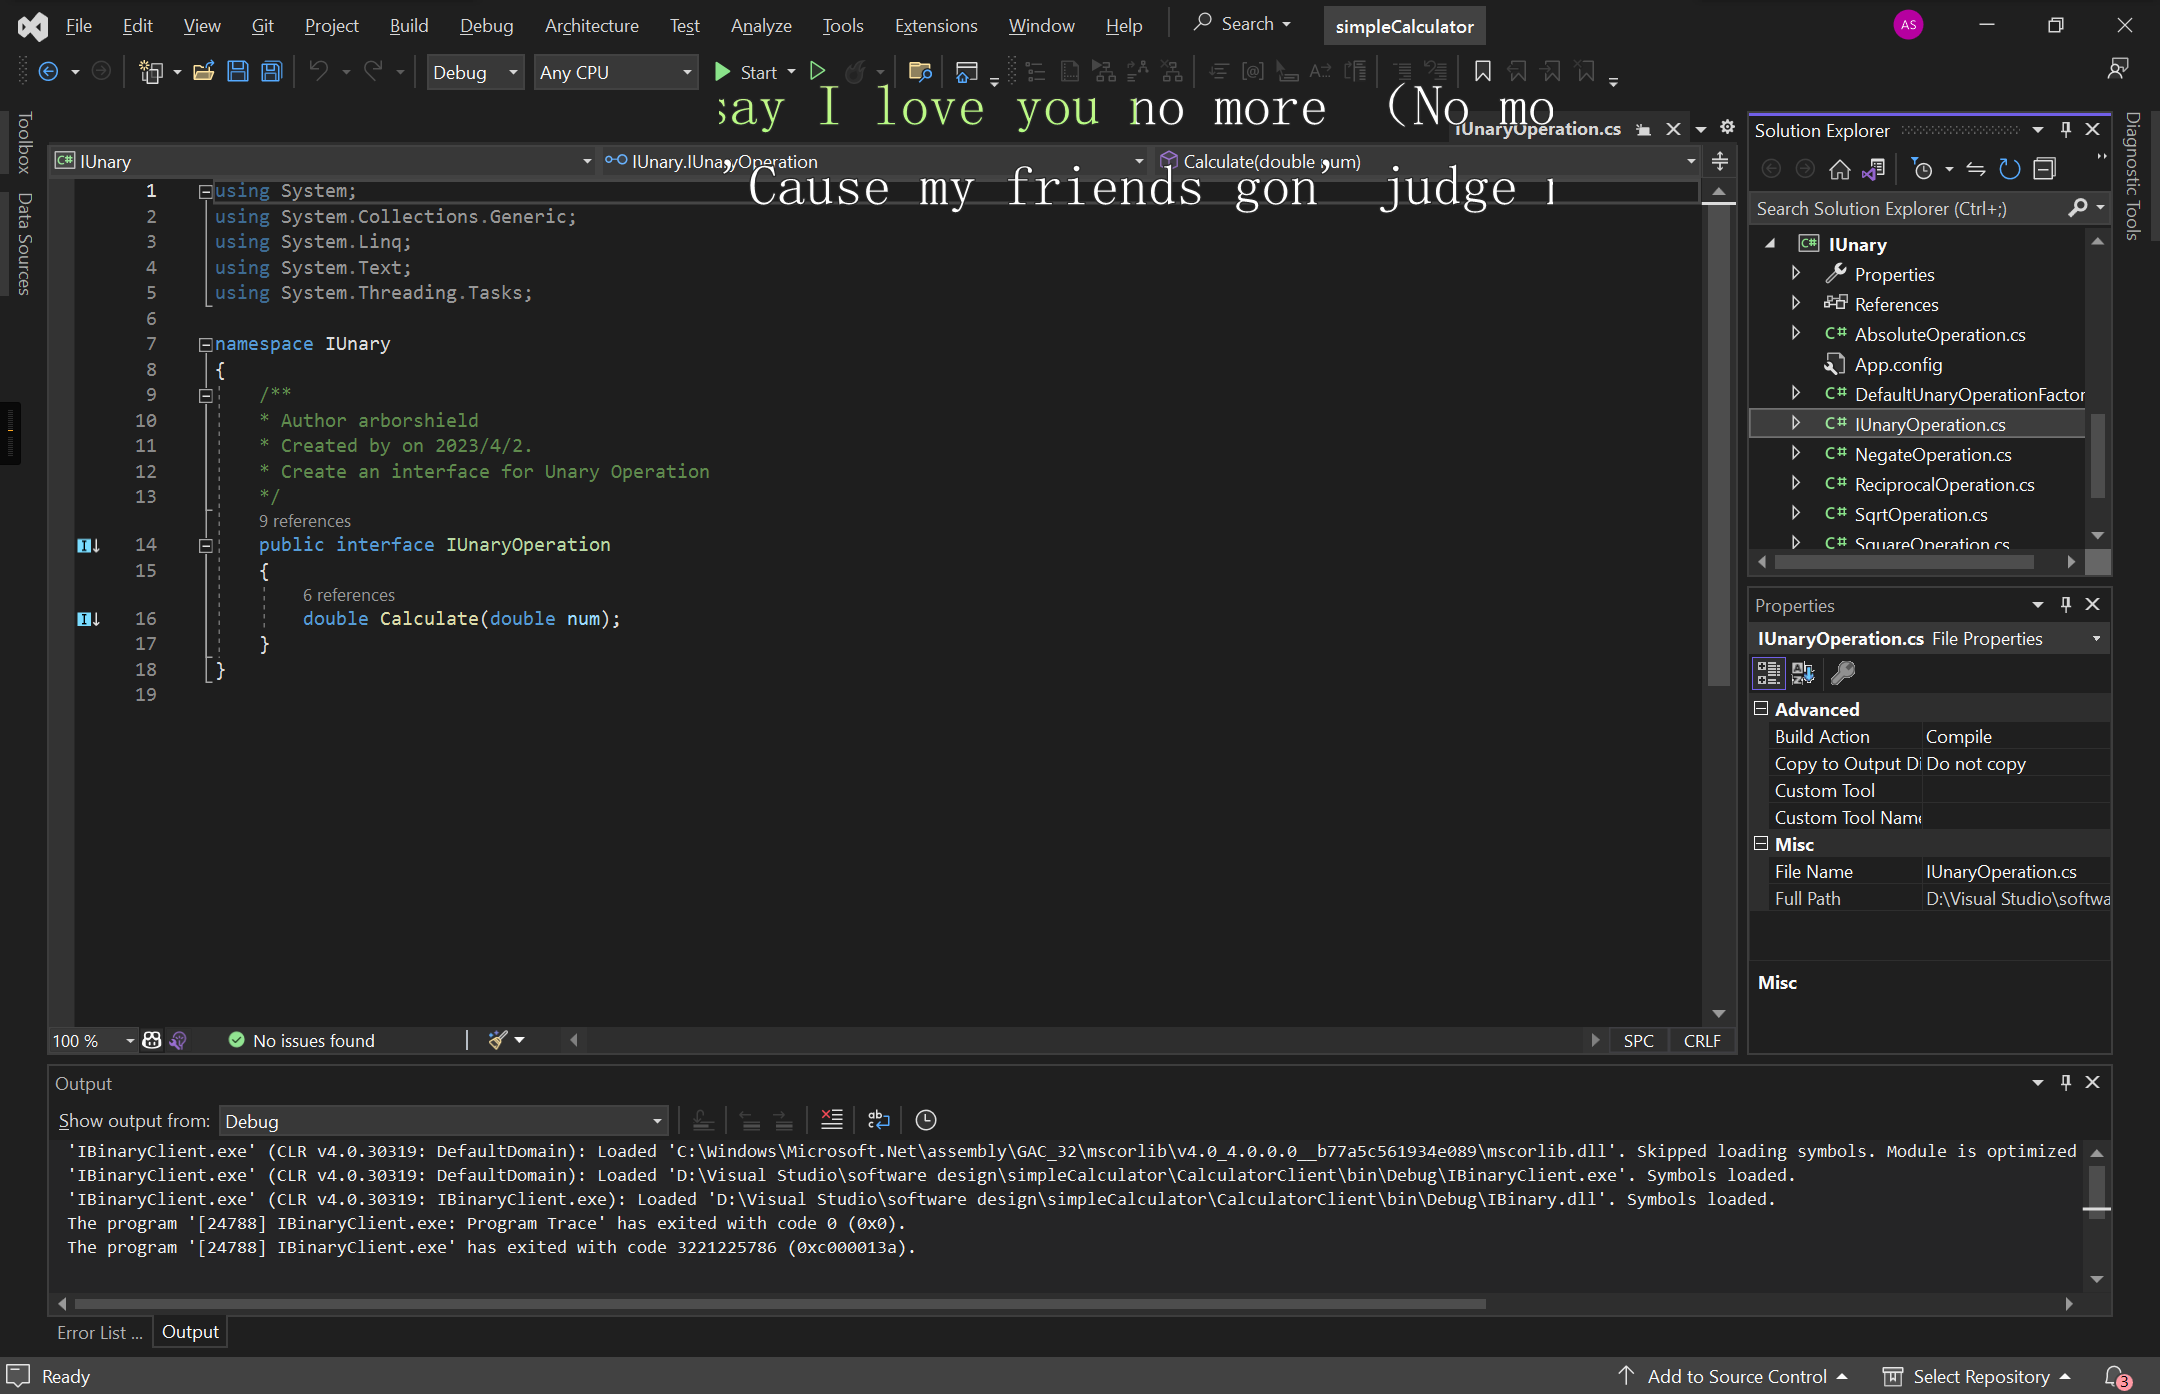 File Edit View Git Project Build Debug Architecture Test Analyze Tools Extensions Window Help Search simpleCalculator AS
Debug Any CPU Start
say I love you no more (No mo
'Cause my friends gon' judge
Toolbox
Data Sources
IUnaryOperation.cs
IUnary IUnary.IUnaryOperation Calculate(double num)
1 using System;
2 using System.Collections.Generic;
3 using System.Linq;
4 using System.Text;
5 using System.Threading.Tasks;
6
7 namespace IUnary
8 {
9 /**
10 * Author arborshield
11 * Created by on 2023/4/2.
12 * Create an interface for Unary Operation
13 */
9 references
14 public interface IUnaryOperation
15 {
6 references
16 double Calculate(double num);
17 }
18 }
19
100 % No issues found SPC CRLF
Solution Explorer
Search Solution Explorer (Ctrl+;)
C# IUnary
Properties
References
C# AbsoluteOperation.cs
App.config
C# DefaultUnaryOperationFactor
C# IUnaryOperation.cs
C# NegateOperation.cs
C# ReciprocalOperation.cs
C# SqrtOperation.cs
C# SquareOperation.cs
Diagnostic Tools
Properties
IUnaryOperation.cs File Properties
Advanced
Build Action Compile
Copy to Output Di Do not copy
Custom Tool
Custom Tool Name
Misc
File Name IUnaryOperation.cs
Full Path D:\Visual Studio\softwa
Misc
Output
Show output from: Debug
'IBinaryClient.exe' (CLR v4.0.30319: DefaultDomain): Loaded 'C:\Windows\Microsoft.Net\assembly\GAC_32\mscorlib\v4.0_4.0.0.0__b77a5c561934e089\mscorlib.dll'. Skipped loading symbols. Module is optimized
'IBinaryClient.exe' (CLR v4.0.30319: DefaultDomain): Loaded 'D:\Visual Studio\software design\simpleCalculator\CalculatorClient\bin\Debug\IBinaryClient.exe'. Symbols loaded.
'IBinaryClient.exe' (CLR v4.0.30319: IBinaryClient.exe): Loaded 'D:\Visual Studio\software design\simpleCalculator\CalculatorClient\bin\Debug\IBinary.dll'. Symbols loaded.
The program '[24788] IBinaryClient.exe: Program Trace' has exited with code 0 (0x0).
The program '[24788] IBinaryClient.exe' has exited with code 3221225786 (0xc000013a).
Error List ... Output
Ready Add to Source Control Select Repository 3